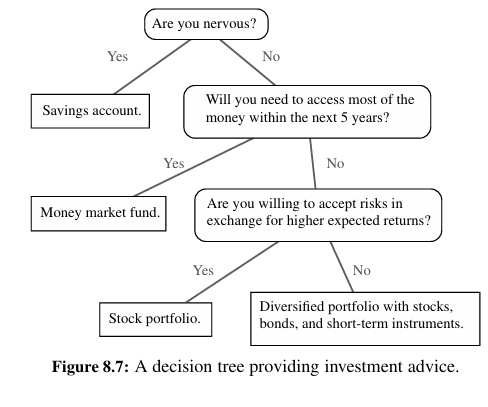 Are you nervous?
Yes
No
Savings account.
Will you need to access most of the
money within the next 5 years?
Yes
No
Money market fund.
Are you willing to accept risks in
exchange for higher expected returns?
Yes
No
Stock portfolio.
Diversified portfolio with stocks,
bonds, and short-term instruments.
Figure 8.7: A decision tree providing investment advice.